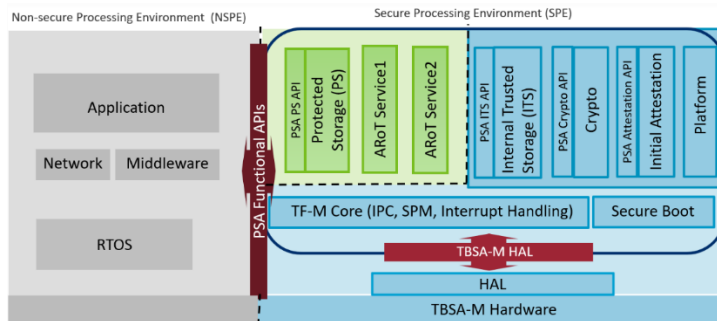 Non-secure Processing Environment (NSPE)
Secure Processing Environment (SPE)
Application
Network
Middleware
RTOS
PSA Functional APIs
PSA PS API
Protected
Storage (PS)
ARoT Service1
ARoT Service2
PSA ITS API
Internal Trusted
Storage (ITS)
PSA Crypto API
Crypto
PSA Attestation API
Initial Attestation
Platform
TF-M Core (IPC, SPM, Interrupt Handling)
Secure Boot
TBSA-M HAL
HAL
TBSA-M Hardware